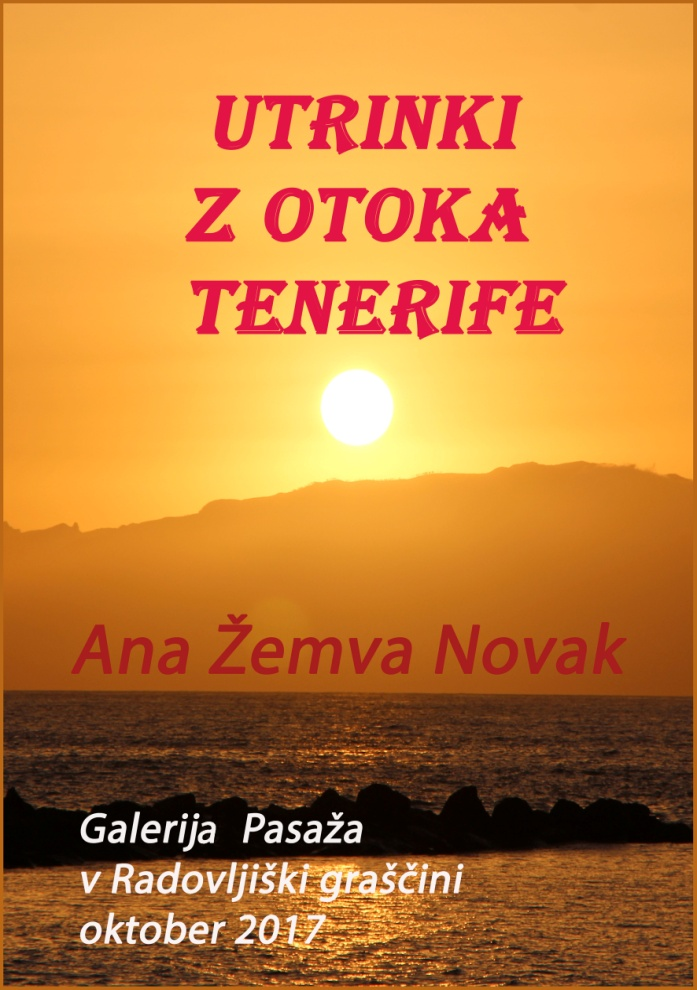 UTRINKI
Z OTOKA
TENERIFE
Ana Žemva Novak
Galerija Pasaža
v Radovljiški graščini
oktober 2017